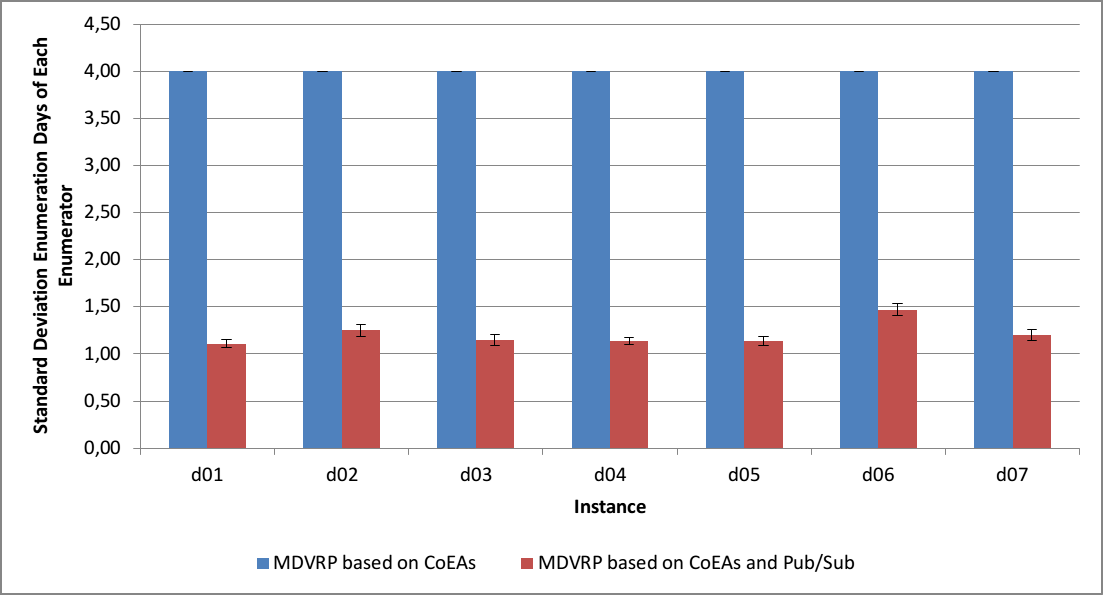 Standard Deviation Enumeration Days of Each
Enumerator
4,50
4,00
3,50
3,00
2,50
2,00
1,50
1,00
0,50
0,00
d01 d02 d03 d04 d05 d06 d07
Instance
MDVRP based on CoEAs MDVRP based on CoEAs and Pub/Sub